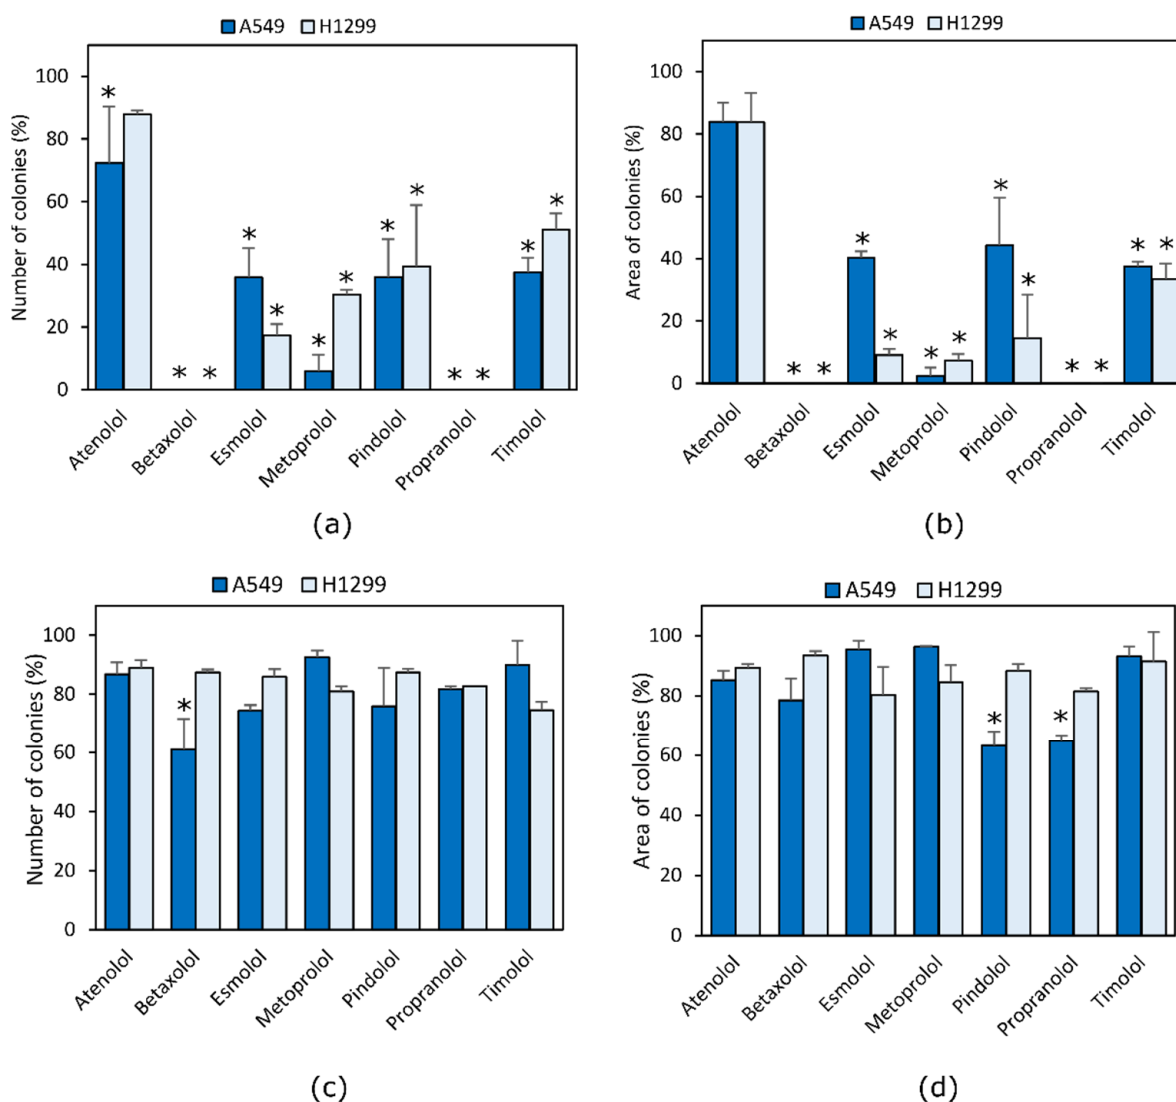 A549 H1299
Number of colonies (%)
100
80
60
40
20
0
* * * * * * * * * * * * *
Atenolol Betaxolol Esmolol Metoprolol Pindolol Propranolol Timolol
(a)
A549 H1299
Area of colonies (%)
100
80
60
40
20
0
* * * * * * * * * * * *
Atenolol Betaxolol Esmolol Metoprolol Pindolol Propranolol Timolol
(b)
A549 H1299
Number of colonies (%)
100
80
60
40
20
0
*
Atenolol Betaxolol Esmolol Metoprolol Pindolol Propranolol Timolol
(c)
A549 H1299
Area of colonies (%)
100
80
60
40
20
0
* *
Atenolol Betaxolol Esmolol Metoprolol Pindolol Propranolol Timolol
(d)